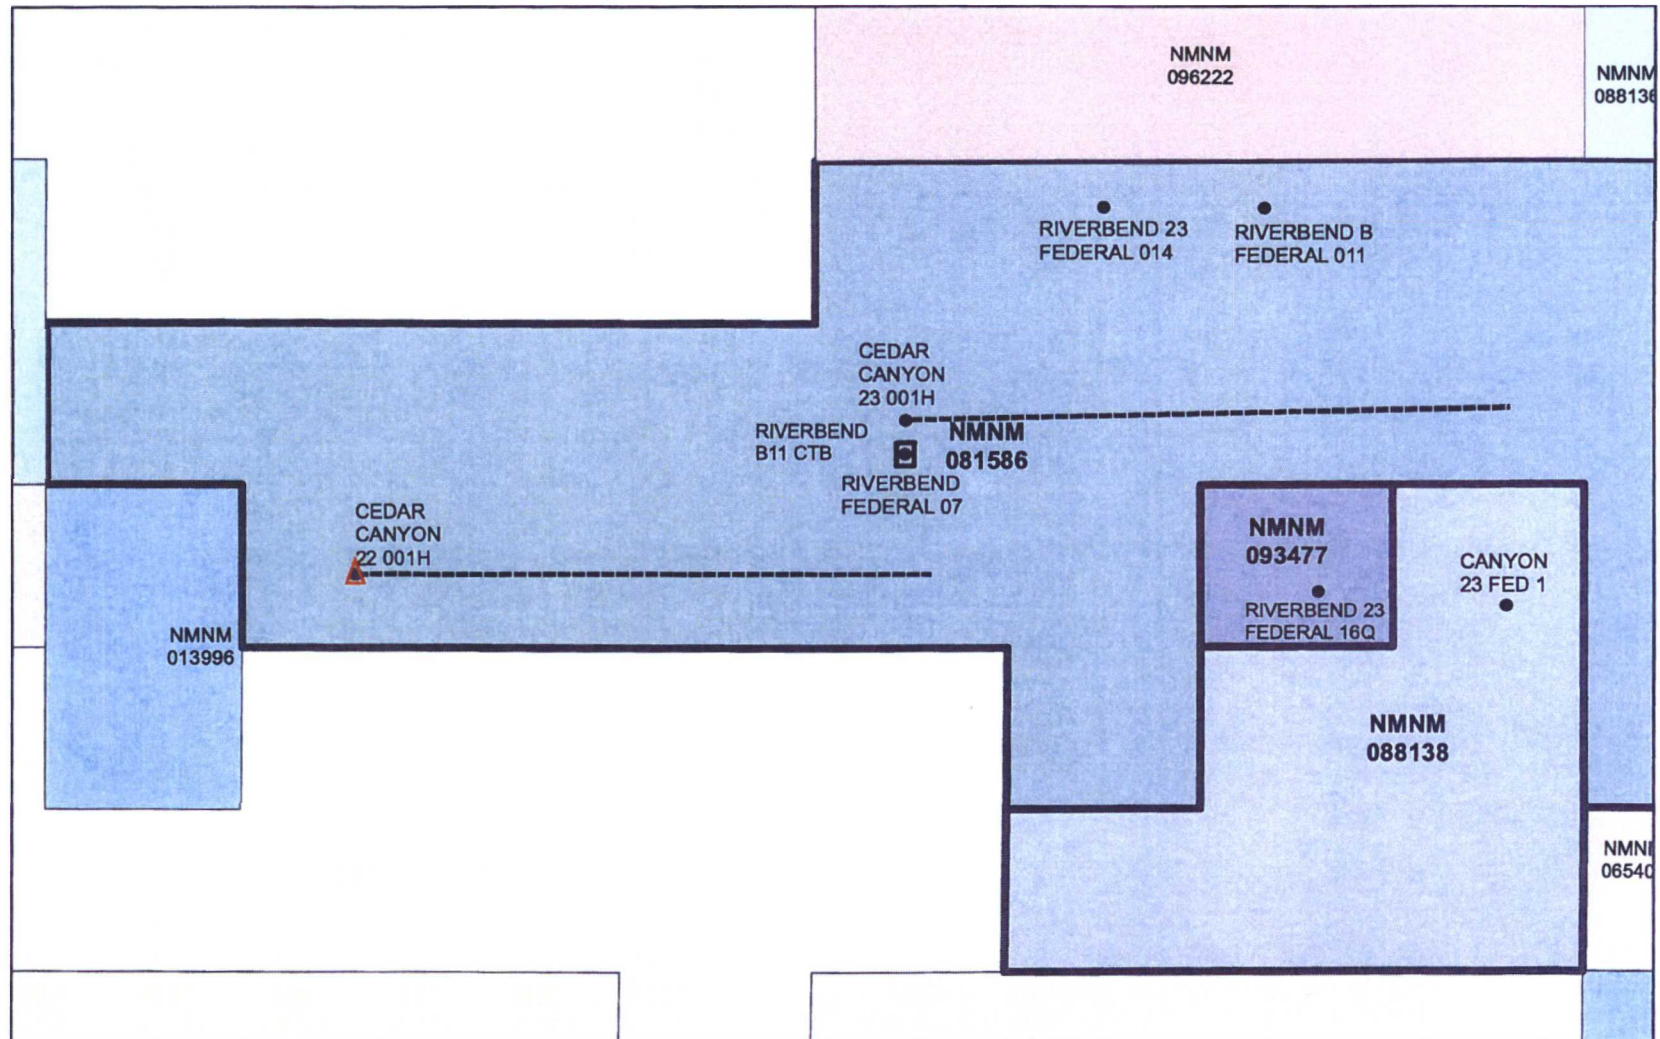 NMNM
096222
NMNM
088136
RIVERBEND 23
FEDERAL 014
RIVERBEND B
FEDERAL 011
CEDAR
CANYON
23 001H
RIVERBEND
B11 CTB
NMNM
081586
RIVERBEND
FEDERAL 07
CEDAR
CANYON
22 001H
NMNM
093477
CANYON
23 FED 1
RIVERBEND 23
FEDERAL 16Q
NMNM
013996
NMNM
088138
NMN
06540